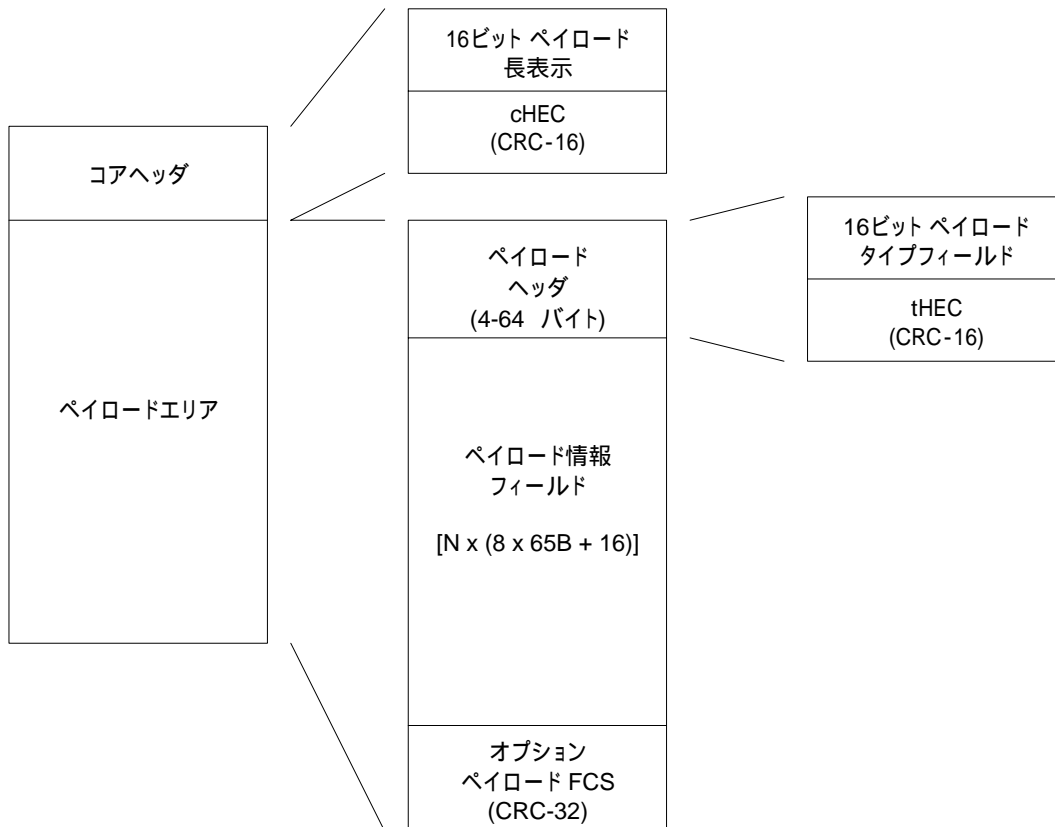 16ビット ペイロード
長表示
cHEC
(CRC-16)
コアヘッダ
ペイロードエリア
ペイロード
ヘッダ
(4-64 バイト)
16ビット ペイロード
タイプフィールド
tHEC
(CRC-16)
ペイロード情報
フィールド
[N x (8 x 65B + 16)]
オプション
ペイロード FCS
(CRC-32)